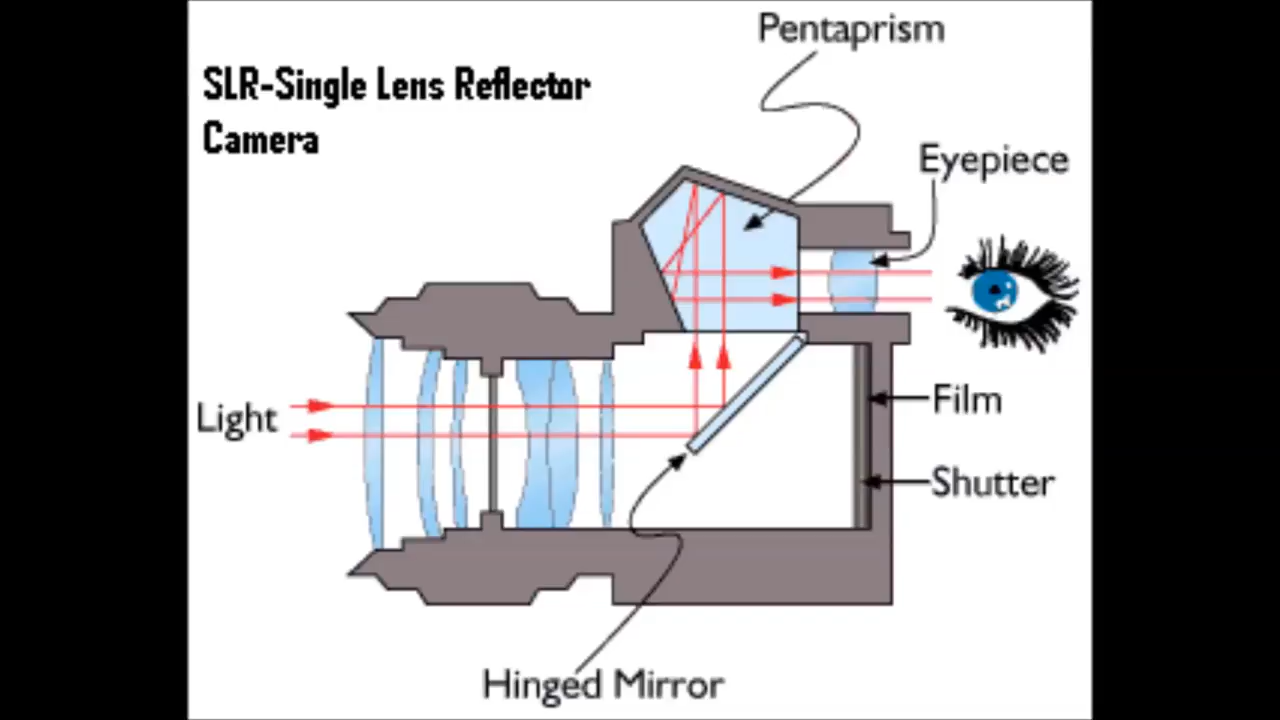 Pentaprism
SLR-Single Lens Reflector
Camera
Eyepiece
Light
Film
Shutter
Hinged Mirror